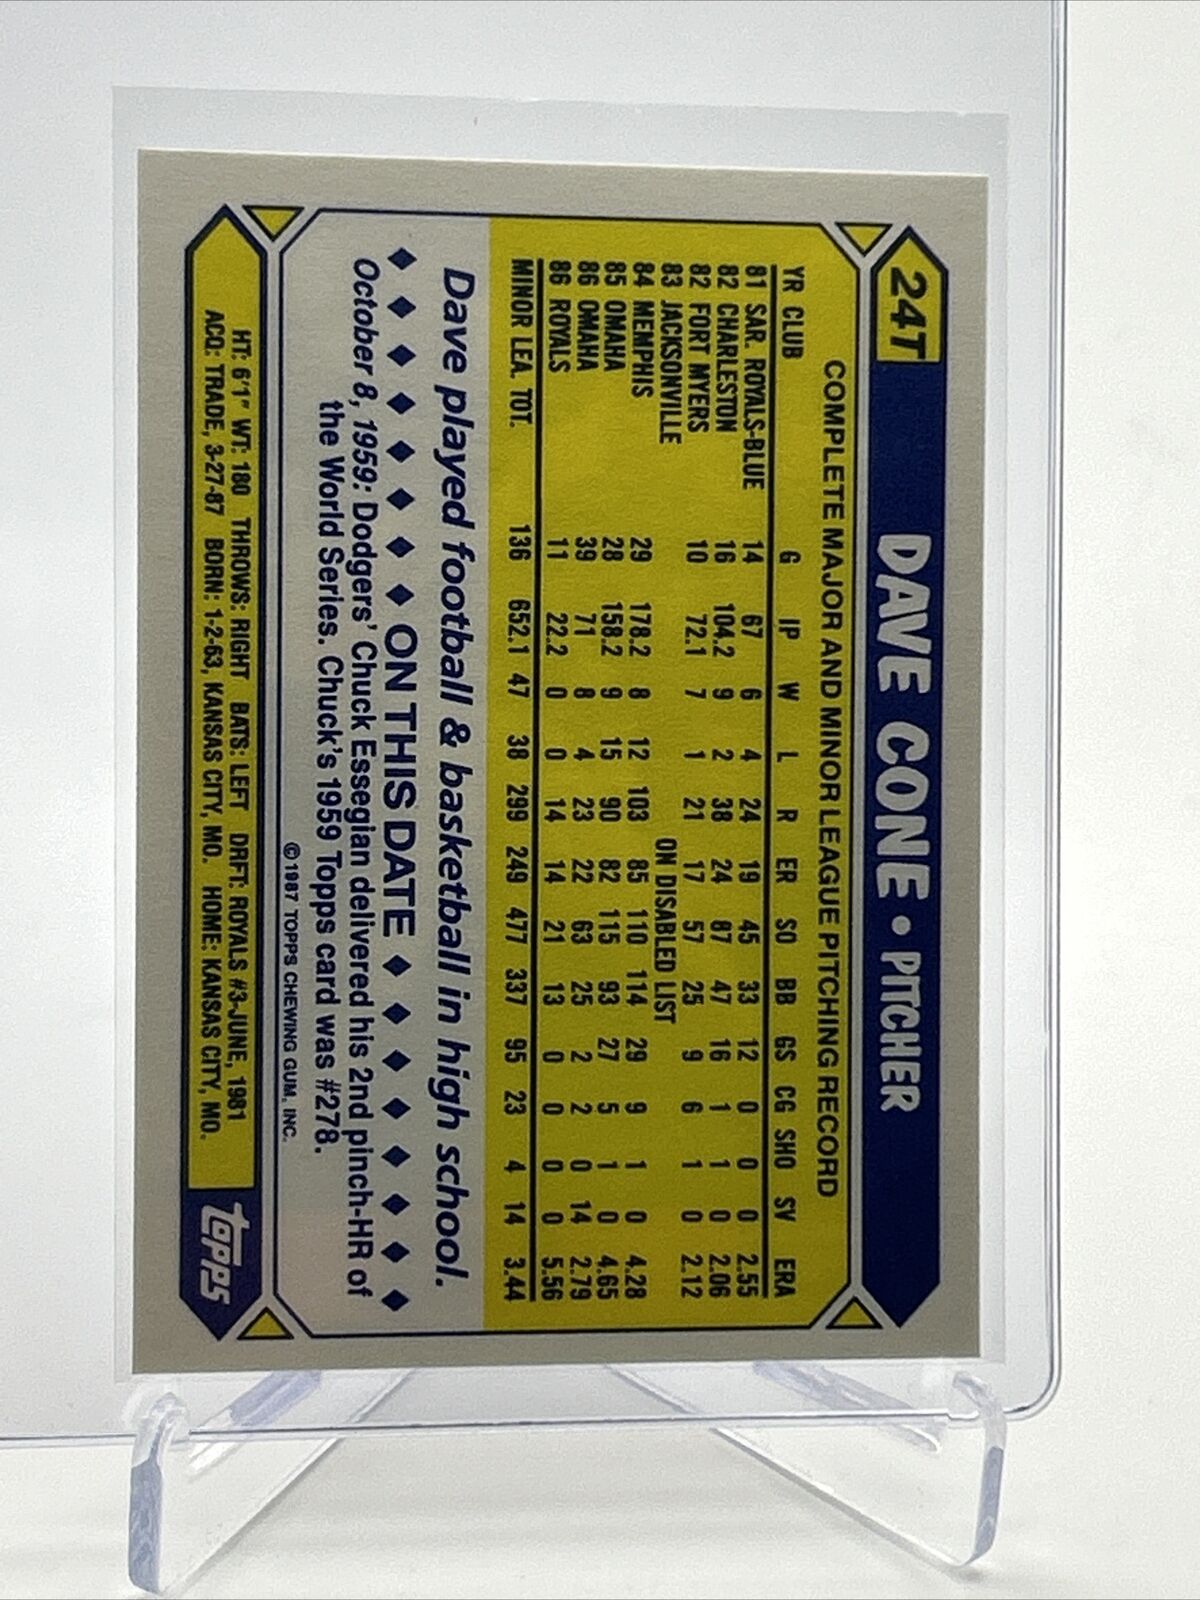 24T DAVE CONE • PITCHER
COMPLETE MAJOR AND MINOR LEAGUE PITCHING RECORD
YR CLUB G IP W L R ER SO BB GS CG SHO SV ERA
81 SAR. ROYALS-BLUE 14 67 6 4 24 19 45 33 12 0 0 0 2.55
82 CHARLESTON 16 104.2 9 2 38 24 87 47 16 1 1 0 2.06
82 FORT MYERS 10 72.1 7 1 21 17 57 25 9 6 1 0 2.12
83 JACKSONVILLE ON DISABLED LIST
84 MEMPHIS 29 178.2 8 12 103 85 110 114 29 9 1 0 4.28
85 OMAHA 28 158.2 9 15 90 82 115 93 27 5 1 0 4.65
86 OMAHA 39 71 8 4 23 22 63 25 2 2 0 14 2.79
86 ROYALS 11 22.2 0 0 14 14 21 13 0 0 0 0 5.56
MINOR LEA. TOT. 136 652.1 47 38 299 249 477 337 95 23 4 14 3.44
Dave played football & basketball in high school.
ON THIS DATE
October 8, 1959: Dodgers' Chuck Essegian delivered his 2nd pinch-HR of
the World Series. Chuck's 1959 Topps card was #278.
© 1987 TOPPS CHEWING GUM, INC.
HT: 6'1" WT: 180 THROWS: RIGHT BATS: LEFT DRFT: ROYALS #3-JUNE, 1981
ACQ: TRADE, 3-27-87 BORN: 1-2-63, KANSAS CITY, MO. HOME: KANSAS CITY, MO.
topps